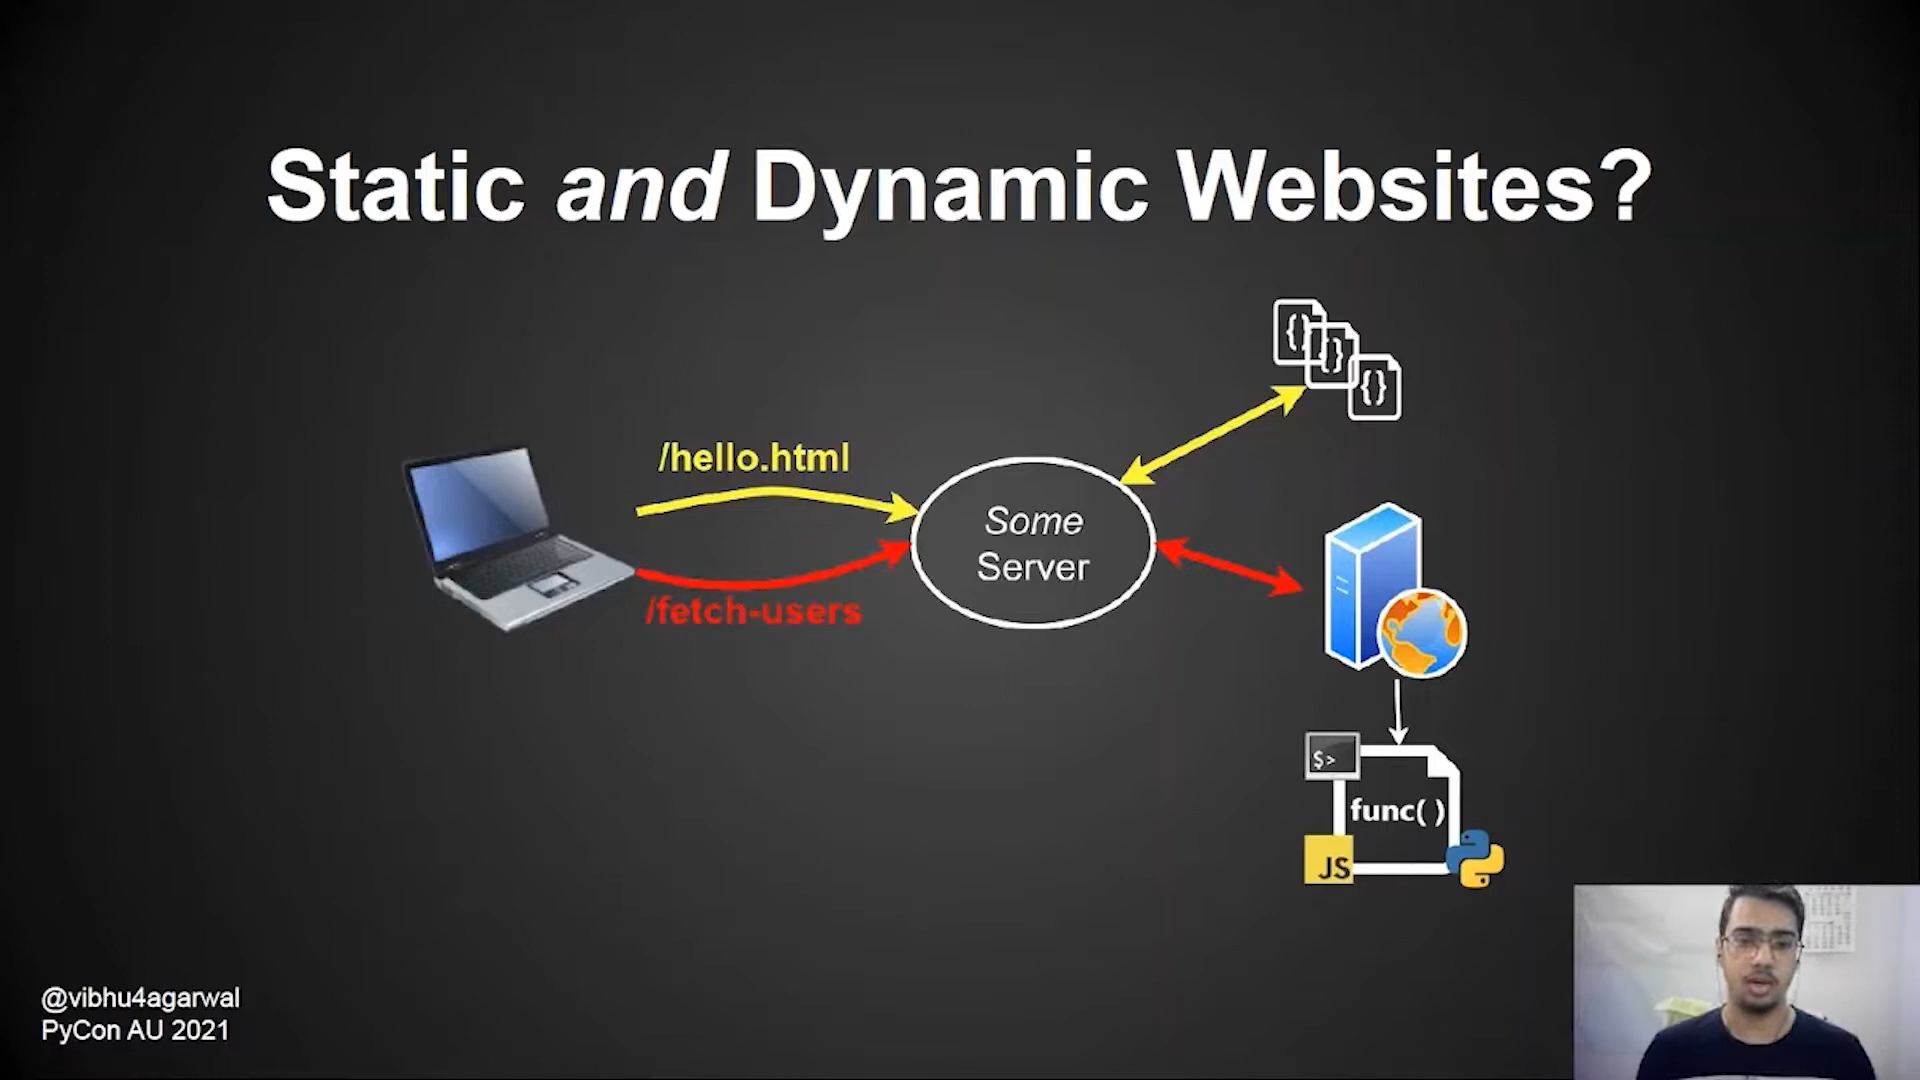 Static and Dynamic Websites?
{}
{}
{}
/hello.html
Some
Server
/fetch-users
$>
func( )
JS
@vibhu4agarwal
PyCon AU 2021